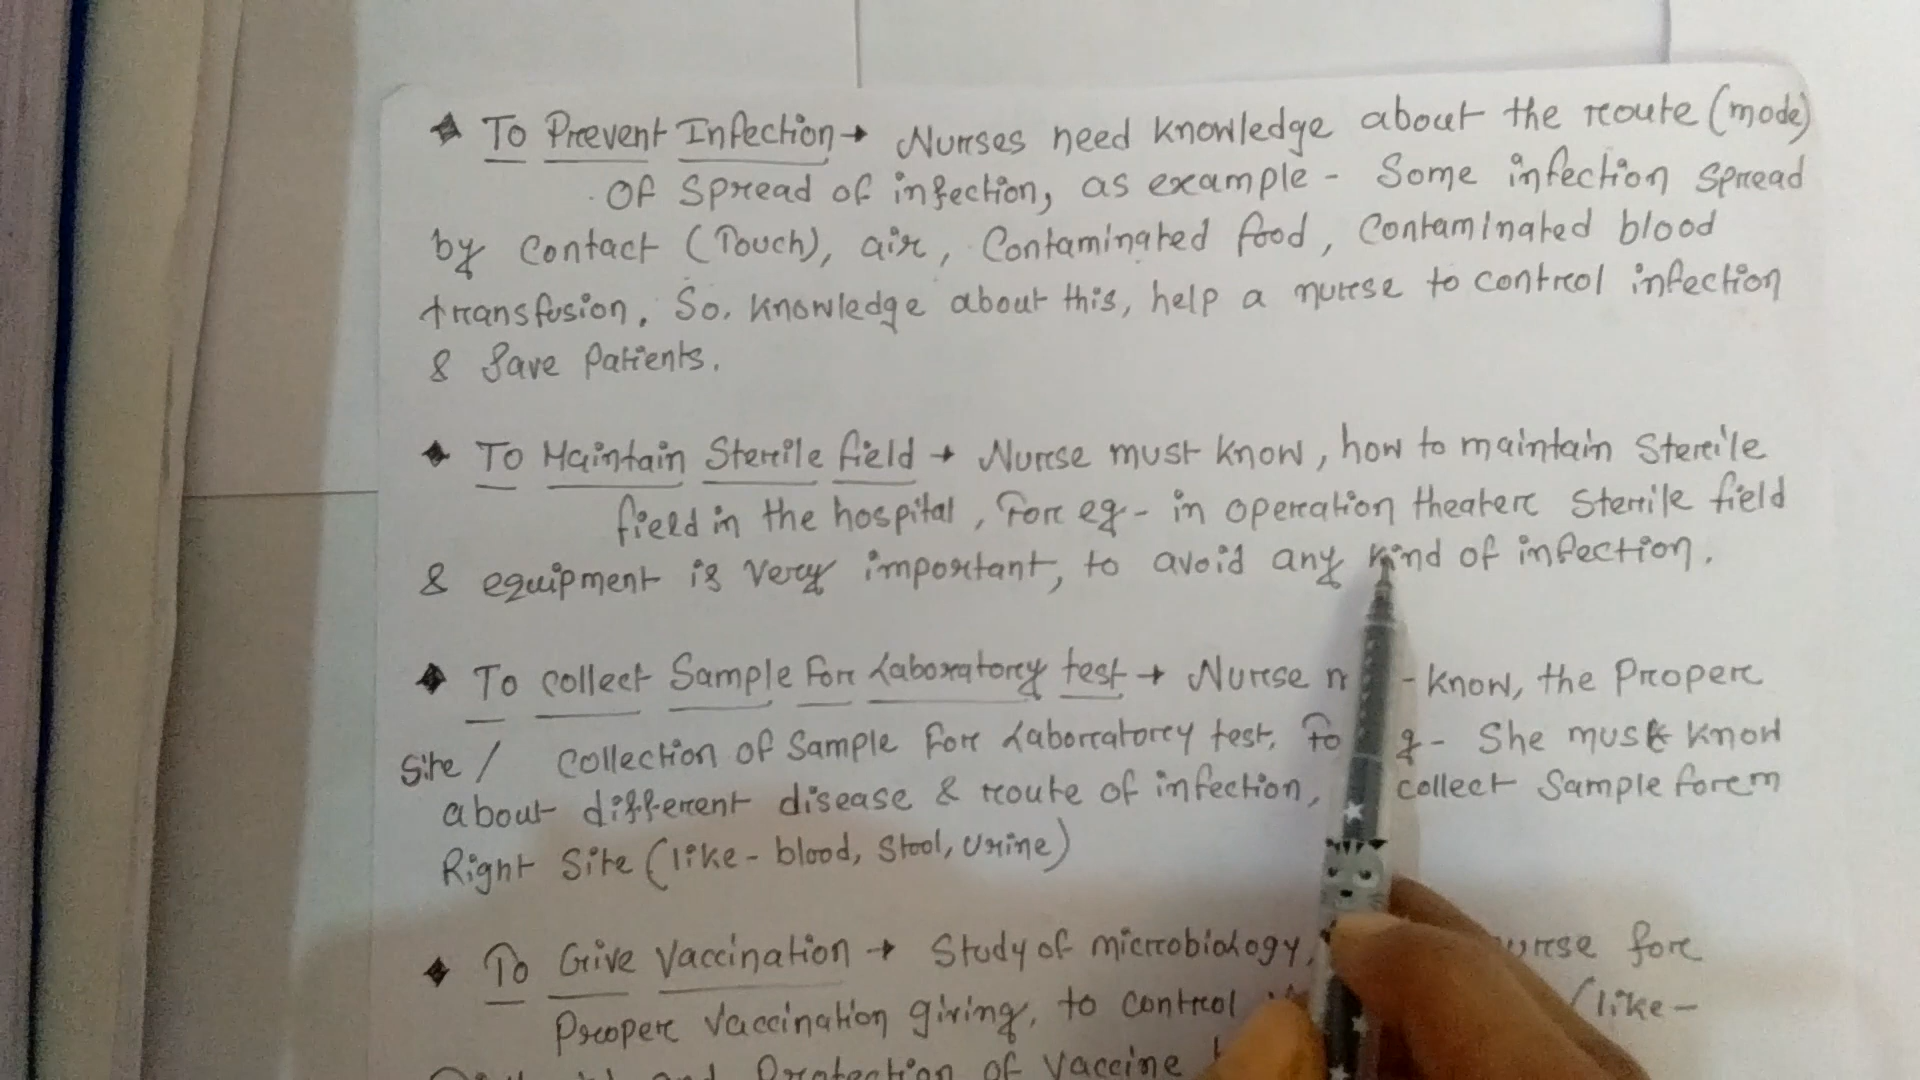 To Prevent Infection → Nurses need knowledge about the route (mode)
of spread of infection, as example - Some infection spread
by contact (Touch), air, Contaminated food, Contaminated blood
transfusion. So, knowledge about this, help a nurse to control infection
& Save Patients.
To Maintain Sterile field → Nurse must know, how to maintain Sterile
field in the hospital, For eg - in operation theater Sterile field
& equipment is very important, to avoid any kind of infection.
To collect Sample For Laboratory test → Nurse know, the Proper
Site / Collection of Sample For Laboratory test. She must know
about different disease & route of infection, collect Sample form
Right Site (like - blood, Stool, Urine)
To Give Vaccination → Study of microbiology, for
Proper vaccination giving, to control (like -
and Protection of vaccine